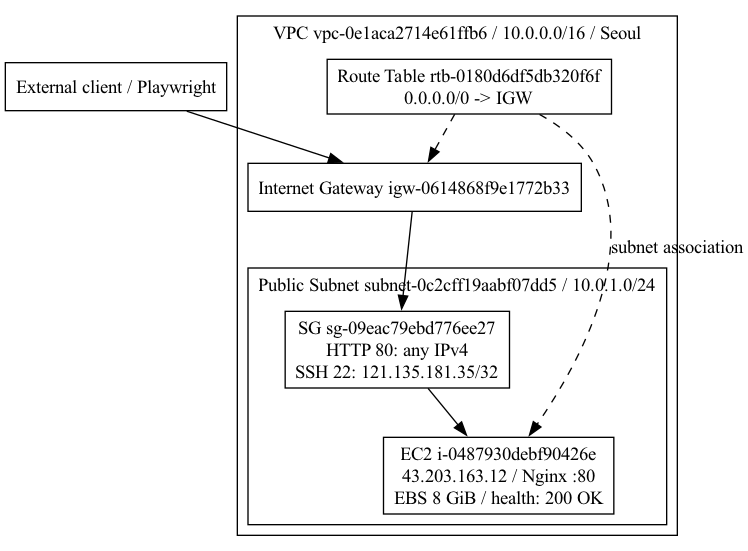 VPC vpc-0e1aca2714e61ffb6 / 10.0.0.0/16 / Seoul
External client / Playwright
Route Table rtb-0180d6df5db320f6f
0.0.0.0/0 -> IGW
Internet Gateway igw-0614868f9e1772b33
subnet association
Public Subnet subnet-0c2cff19aabf07dd5 / 10.0.1.0/24
SG sg-09eac79ebd776ee27
HTTP 80: any IPv4
SSH 22: 121.135.181.35/32
EC2 i-0487930debf90426e
43.203.163.12 / Nginx :80
EBS 8 GiB / health: 200 OK